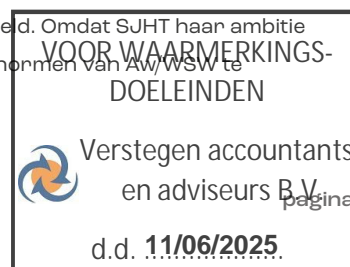 eld. Omdat SJHT haar ambitie
VOOR WAARMERKINGS-
normen van Aw/WSW te
DOELEINDEN
Verstegen accountants
en adviseurs B.V.
pagina
d.d. 11/06/2025.